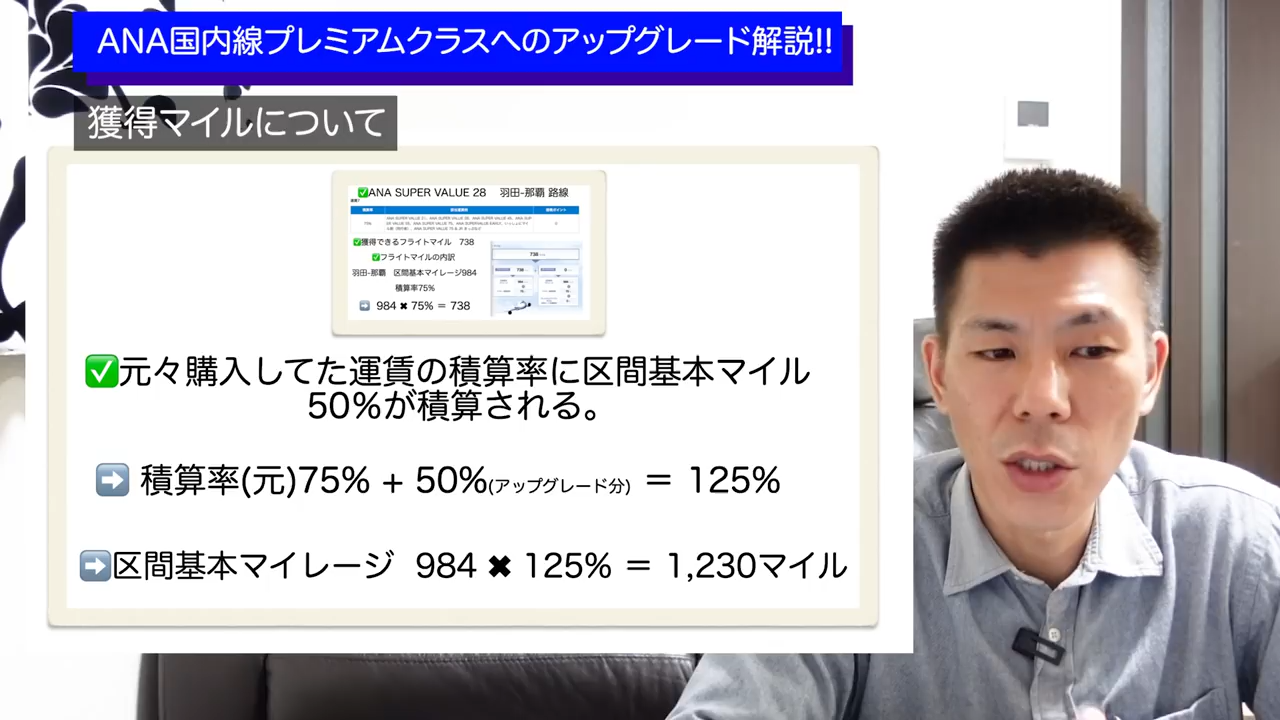 ANA国内線プレミアムクラスへのアップグレード解説!!
獲得マイルについて
✅ANA SUPER VALUE 28 羽田-那覇 路線
✅獲得できるフライトマイル 738
✅フライトマイルの内訳
羽田-那覇 区間基本マイレージ984
積算率75%
➡ 984 ✖ 75% = 738
738
✅元々購入してた運賃の積算率に区間基本マイル
50%が積算される。
➡ 積算率(元)75% + 50%(アップグレード分) = 125%
➡区間基本マイレージ 984 ✖ 125% = 1,230マイル